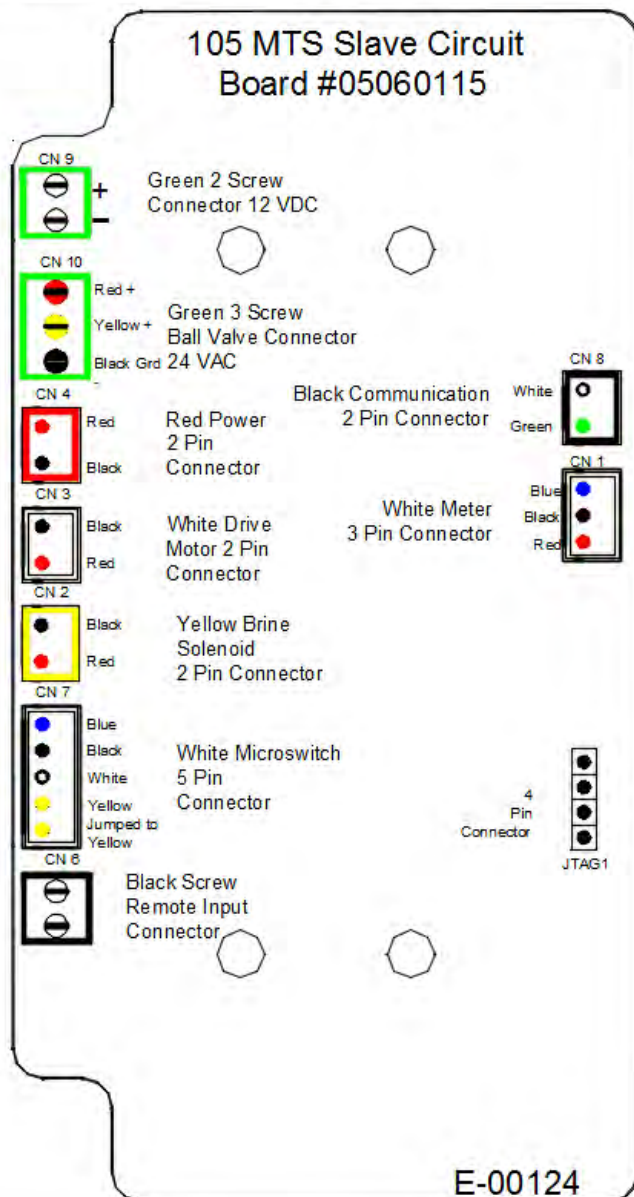 105 MTS Slave Circuit
Board #05060115
CN 9
+
−
Green 2 Screw
Connector 12 VDC
CN 10
Red +
Yellow +
Black Grd
-
Green 3 Screw
Ball Valve Connector
24 VAC
CN 4
Red
Black
Red Power
2 Pin
Connector
CN 3
Black
Red
White Drive
Motor 2 Pin
Connector
CN 2
Black
Red
Yellow Brine
Solenoid
2 Pin Connector
CN 7
Blue
Black
White
Yellow
Jumped to
Yellow
White Microswitch
5 Pin
Connector
CN 6
Black Screw
Remote Input
Connector
CN 8
White
Green
Black Communication
2 Pin Connector
CN 1
Blue
Black
Red
White Meter
3 Pin Connector
4
Pin
Connector
JTAG1
E-00124